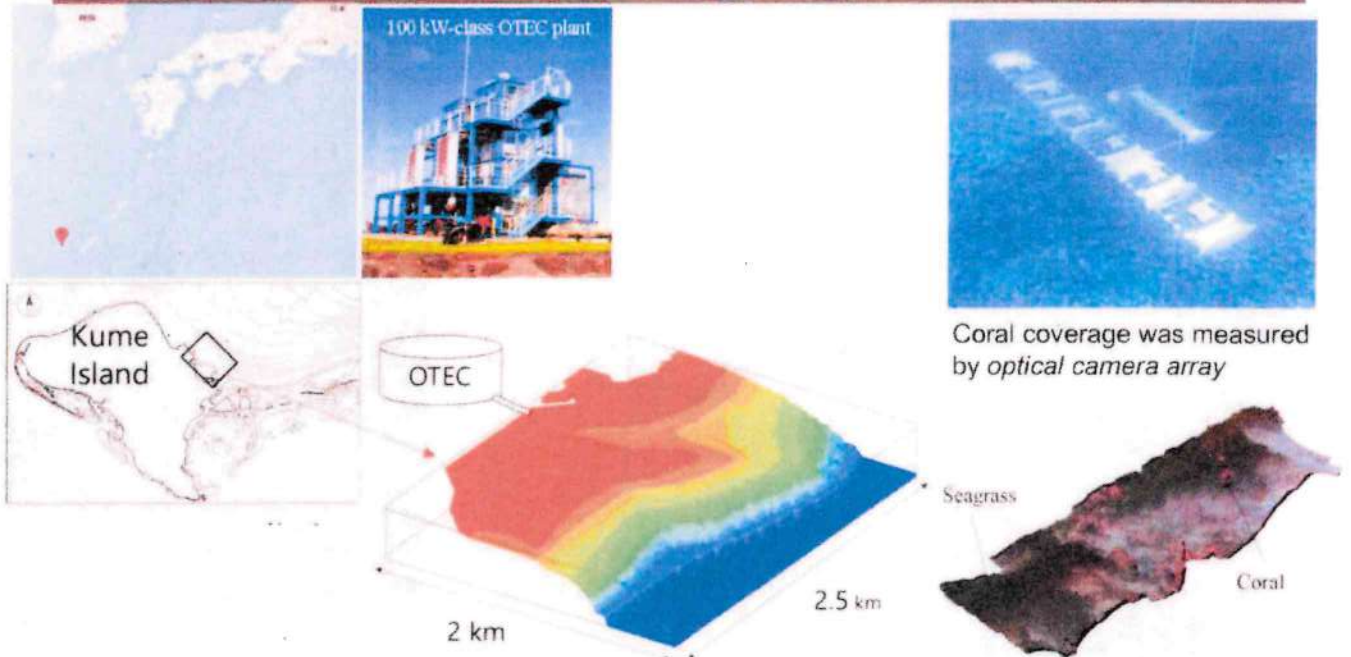 100 kW-class OTEC plant
Kume
Island
OTEC
2 km
2.5 km
Coral coverage was measured
by optical camera array
Seagrass
Coral